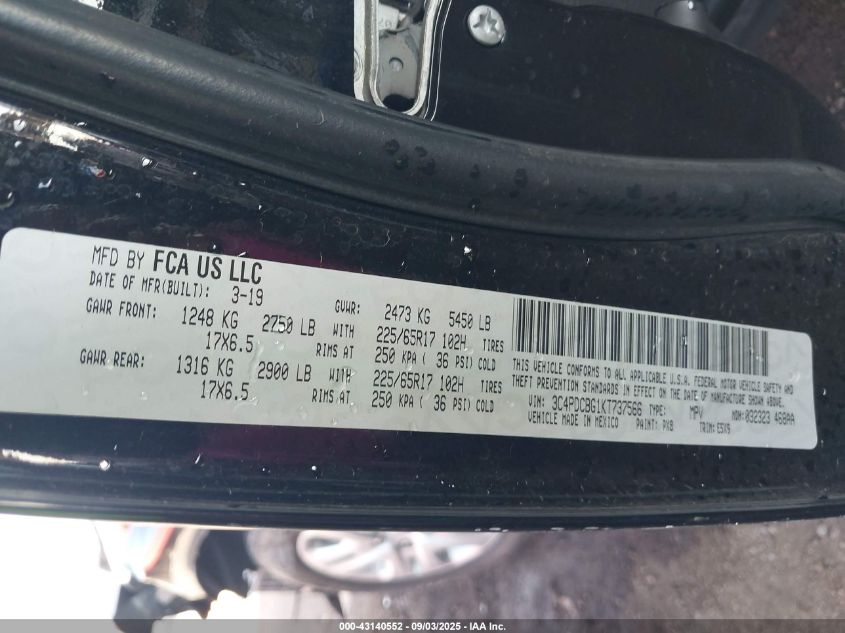 MFD BY FCA US LLC
DATE OF MFR(BUILT): 3-19 GVWR: 2473 KG 5450 LB
GAWR FRONT: 1248 KG 2750 LB WITH 225/65R17 102H TIRES
17X6.5 RIMS AT 250 KPA ( 36 PSI) COLD
GAWR REAR: 1316 KG 2900 LB WITH 225/65R17 102H TIRES
17X6.5 RIMS AT 250 KPA ( 36 PSI) COLD
THIS VEHICLE CONFORMS TO ALL APPLICABLE U.S.A. FEDERAL MOTOR VEHICLE SAFETY AND
THEFT PREVENTION STANDARDS IN EFFECT ON THE DATE OF MANUFACTURE SHOWN ABOVE.
VIN: 3C4PDCBG1KT737566 TYPE: MPV MDH: 032323 468AA
VEHICLE MADE IN MEXICO PAINT: PX8 TRIM: E5X9
000-43140552 - 09/03/2025 - IAA Inc.